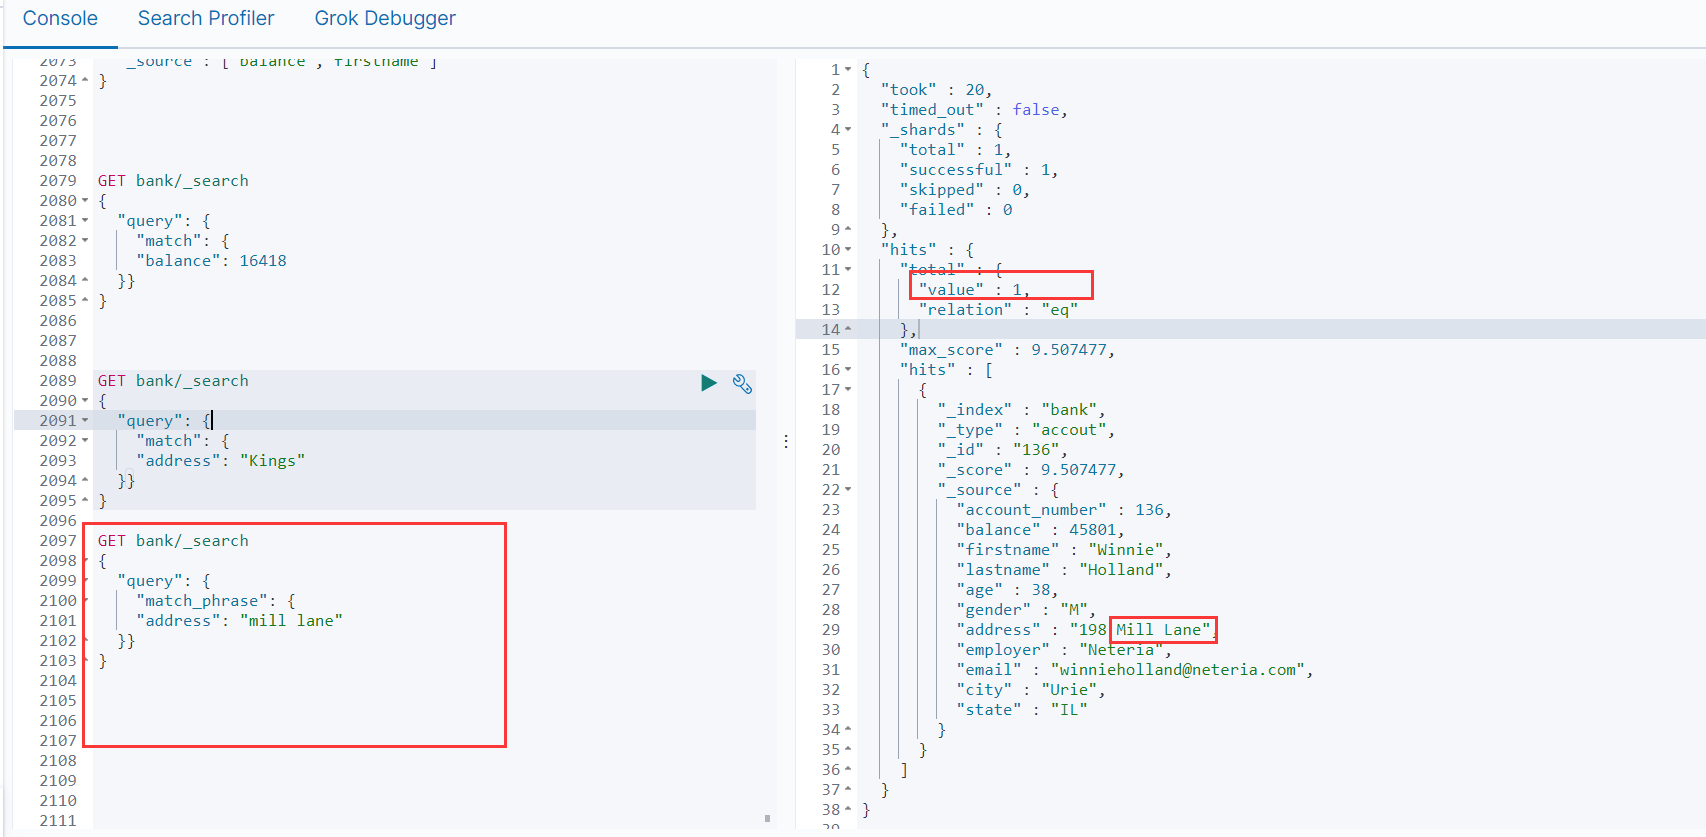 Console Search Profiler Grok Debugger
2073 "_source": ["balance", "firstname"]
2074 }
2075
2076
2077
2078
2079 GET bank/_search
2080 {
2081 "query": {
2082 "match": {
2083 "balance": 16418
2084 }}
2085 }
2086
2087
2088
2089 GET bank/_search
2090 {
2091 "query": {
2092 "match": {
2093 "address": "Kings"
2094 }}
2095 }
2096
2097 GET bank/_search
2098 {
2099 "query": {
2100 "match_phrase": {
2101 "address": "mill lane"
2102 }}
2103 }
2104
2105
2106
2107
2108
2109
2110
2111
1 {
2 "took" : 20,
3 "timed_out" : false,
4 "_shards" : {
5 "total" : 1,
6 "successful" : 1,
7 "skipped" : 0,
8 "failed" : 0
9 },
10 "hits" : {
11 "total" : {
12 "value" : 1,
13 "relation" : "eq"
14 },
15 "max_score" : 9.507477,
16 "hits" : [
17 {
18 "_index" : "bank",
19 "_type" : "accout",
20 "_id" : "136",
21 "_score" : 9.507477,
22 "_source" : {
23 "account_number" : 136,
24 "balance" : 45801,
25 "firstname" : "Winnie",
26 "lastname" : "Holland",
27 "age" : 38,
28 "gender" : "M",
29 "address" : "198 Mill Lane",
30 "employer" : "Neteria",
31 "email" : "winnieholland@neteria.com",
32 "city" : "Urie",
33 "state" : "IL"
34 }
35 }
36 ]
37 }
38 }
39